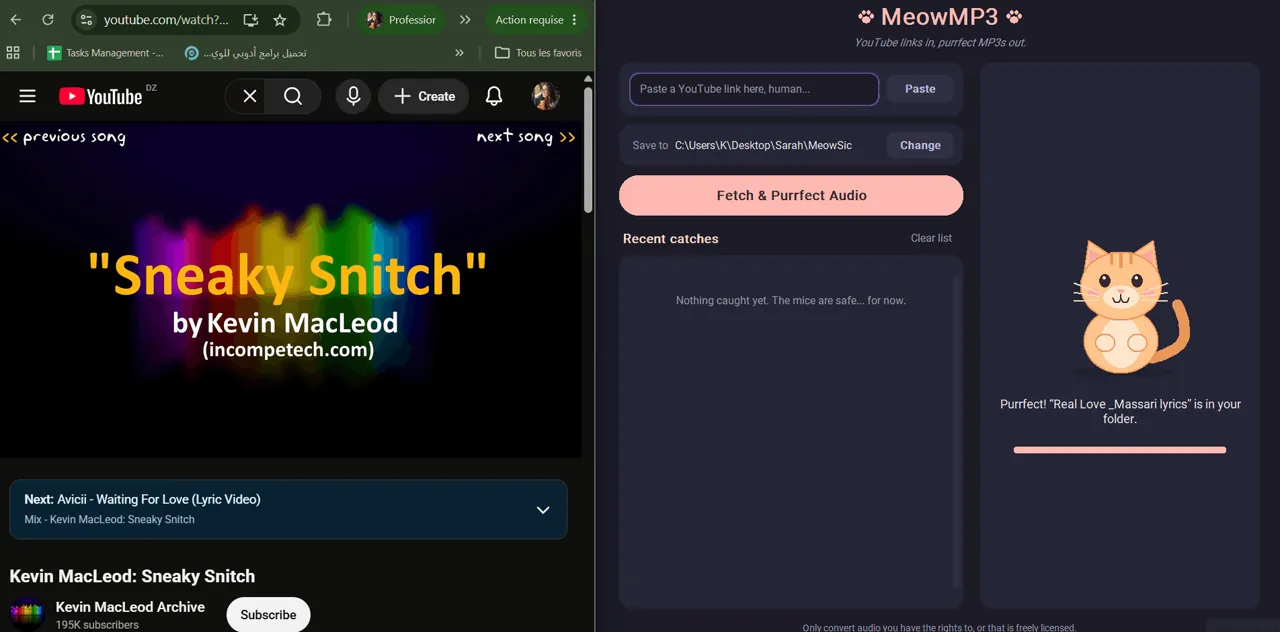 youtube.com/watch?...
Professior
Action requise
Tasks Management -...
تحميل برامج أدوبي للوي...
Tous les favoris
YouTube DZ
Create
<< previous song
next song >>
"Sneaky Snitch"
by Kevin MacLeod
(incompetech.com)
Next: Avicii - Waiting For Love (Lyric Video)
Mix - Kevin MacLeod: Sneaky Snitch
Kevin MacLeod: Sneaky Snitch
Kevin MacLeod Archive
195K subscribers
Subscribe
MeowMP3
YouTube links in, purrfect MP3s out.
Paste a YouTube link here, human...
Paste
Save to C:\Users\K\Desktop\Sarah\MeowSic
Change
Fetch & Purrfect Audio
Recent catches
Clear list
Nothing caught yet. The mice are safe... for now.
Purrfect! “Real Love _Massari lyrics” is in your
folder.
Only convert audio you have the rights to, or that is freely licensed.